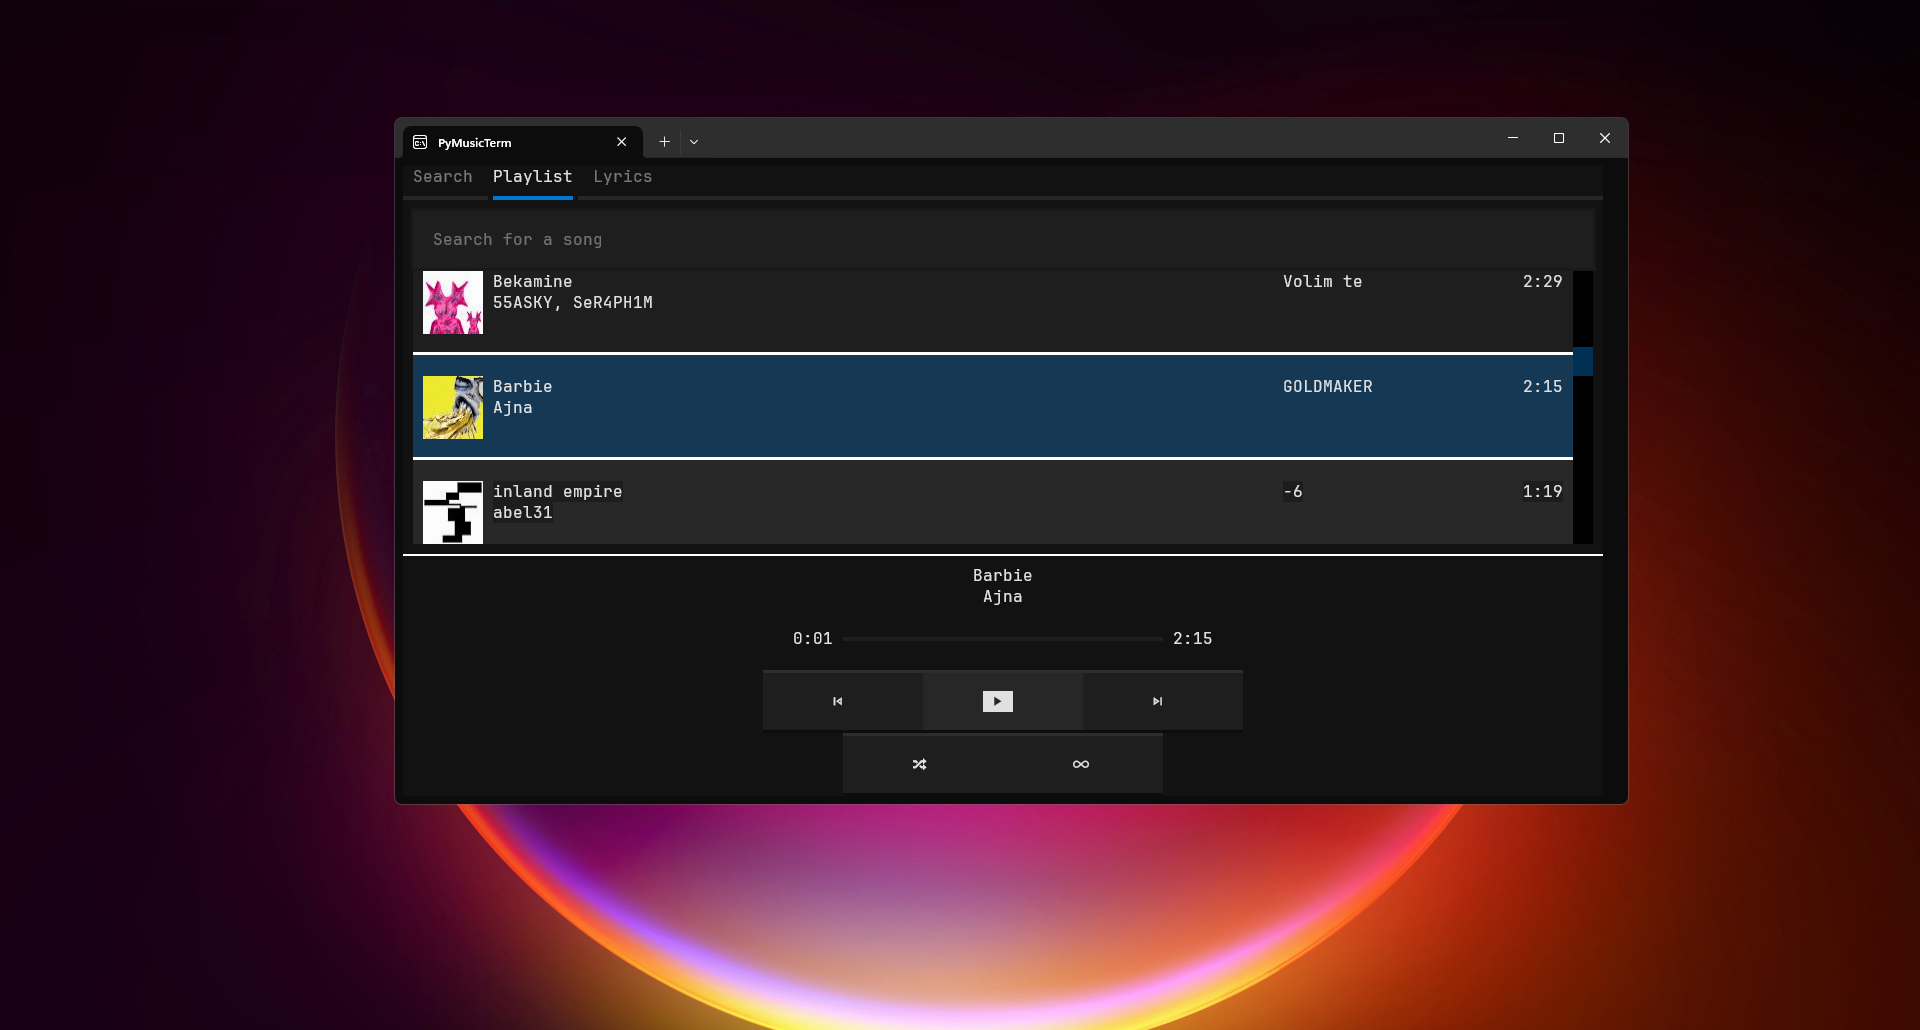 PyMusicTerm
Search Playlist Lyrics
Search for a song
Bekamine Volim te 2:29
55ASKY, SeR4PH1M
Barbie GOLDMAKER 2:15
Ajna
inland empire -6 1:19
abel31
Barbie
Ajna
0:01 2:15